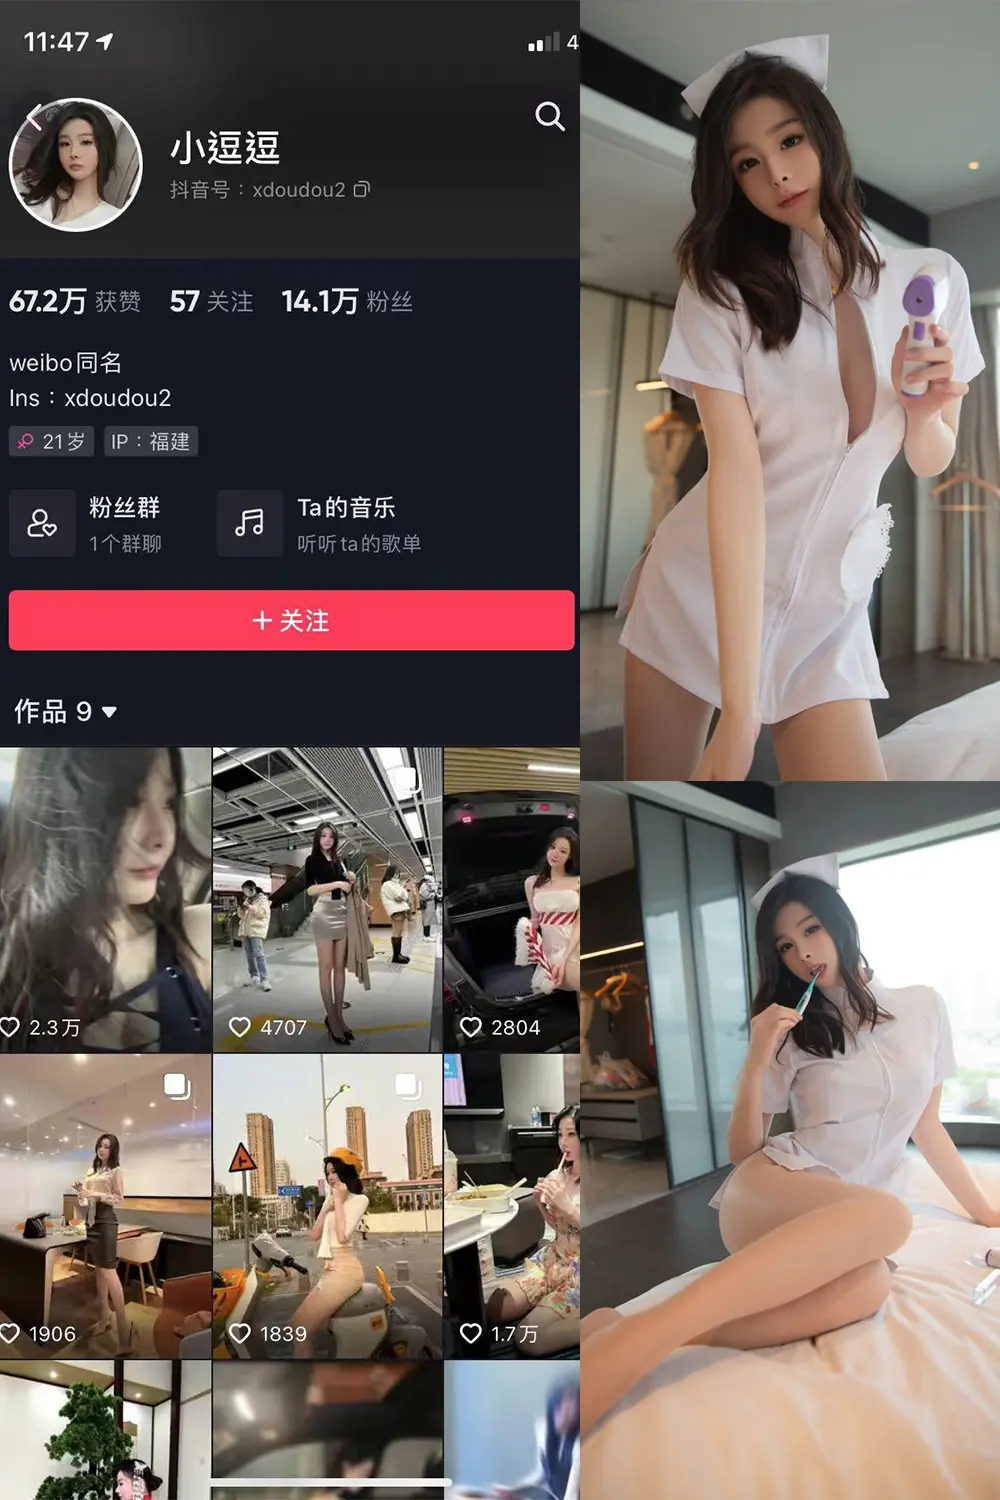 11:47
4
小逗逗
抖音号：xdoudou2
67.2万 获赞 57 关注 14.1万 粉丝
weibo同名
Ins：xdoudou2
21岁 IP：福建
粉丝群
1个群聊
Ta的音乐
听听ta的歌单
+ 关注
作品 9
2.3万
4707
2804
1906
1839
1.7万